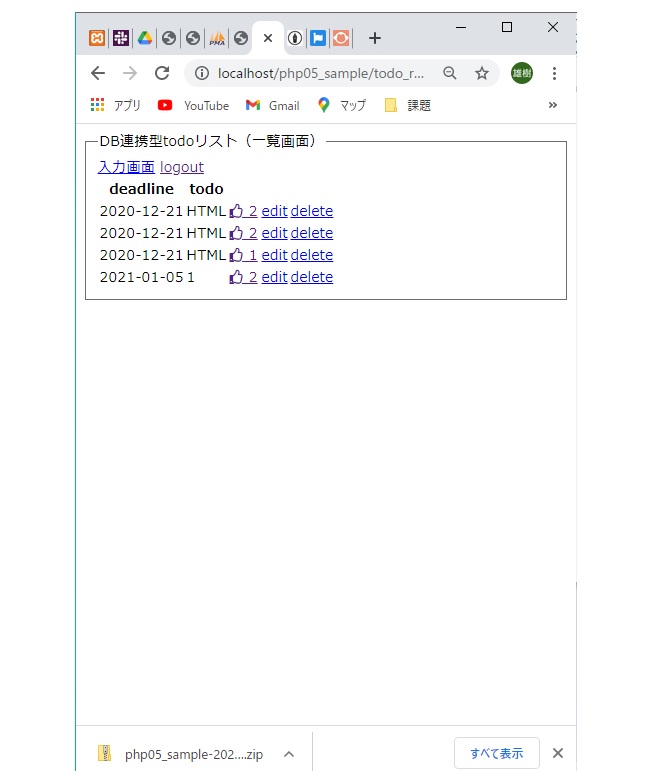 PMA
localhost/php05_sample/todo_r...
雄樹
アプリ YouTube Gmail マップ 課題 »
DB連携型todoリスト（一覧画面）
入力画面 logout
deadline todo
2020-12-21 HTML 2 edit delete
2020-12-21 HTML 2 edit delete
2020-12-21 HTML 1 edit delete
2021-01-05 1 2 edit delete
php05_sample-202....zip すべて表示